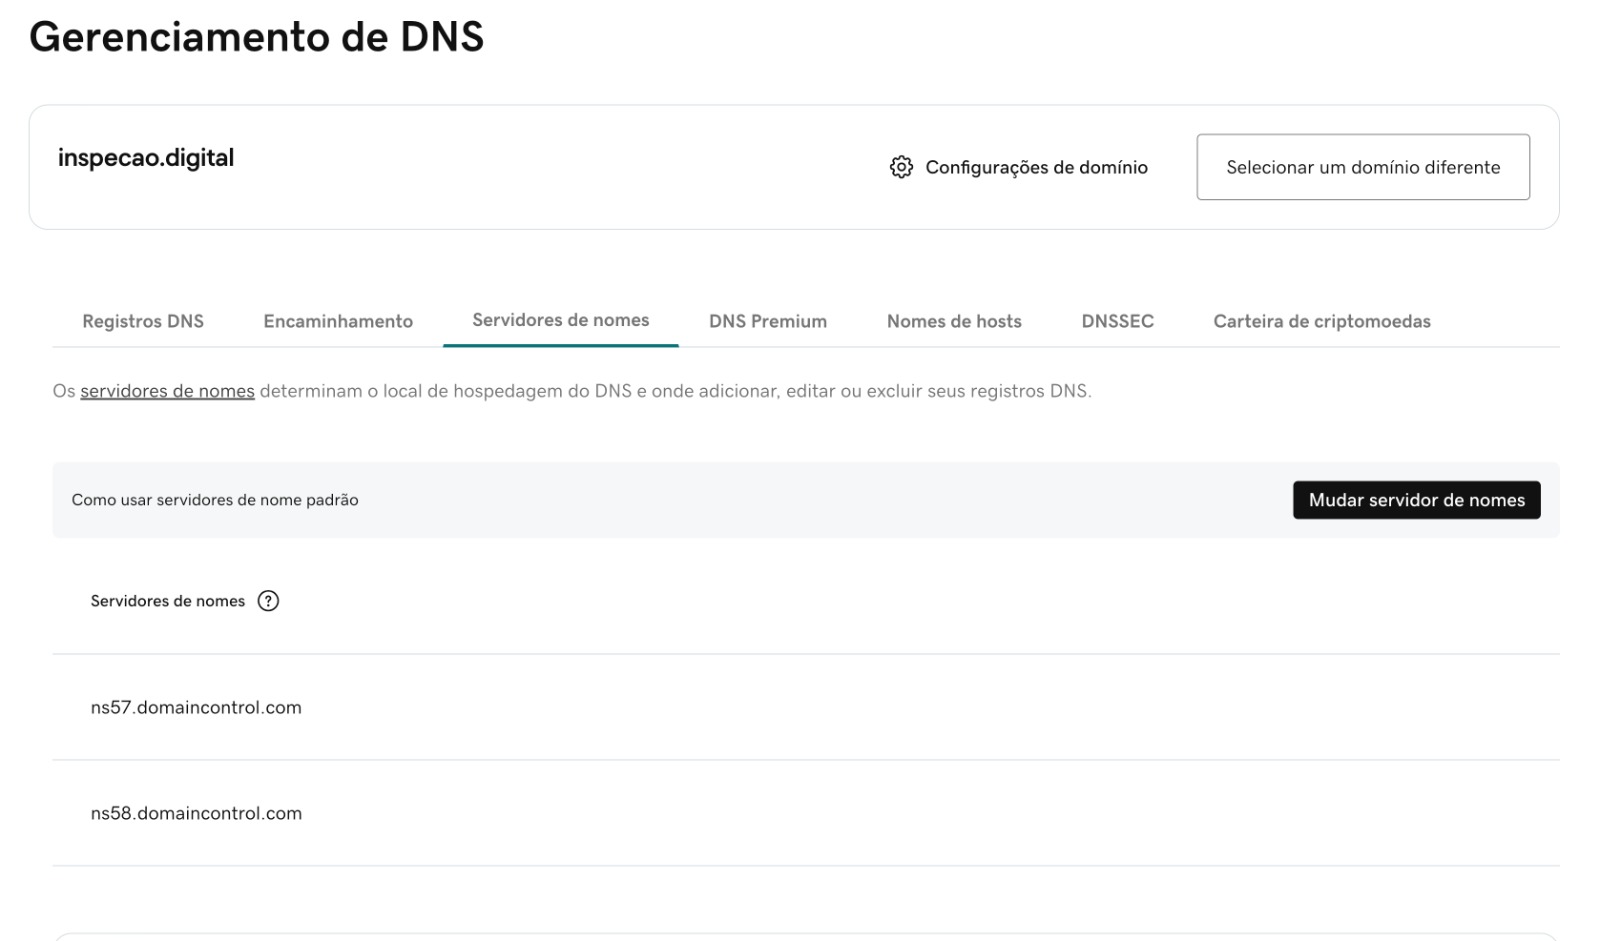 Gerenciamento de DNS
inspecao.digital
Configurações de domínio
Selecionar um domínio diferente
Registros DNS
Encaminhamento
Servidores de nomes
DNS Premium
Nomes de hosts
DNSSEC
Carteira de criptomoedas
Os servidores de nomes determinam o local de hospedagem do DNS e onde adicionar, editar ou excluir seus registros DNS.
Como usar servidores de nome padrão
Mudar servidor de nomes
Servidores de nomes ?
ns57.domaincontrol.com
ns58.domaincontrol.com